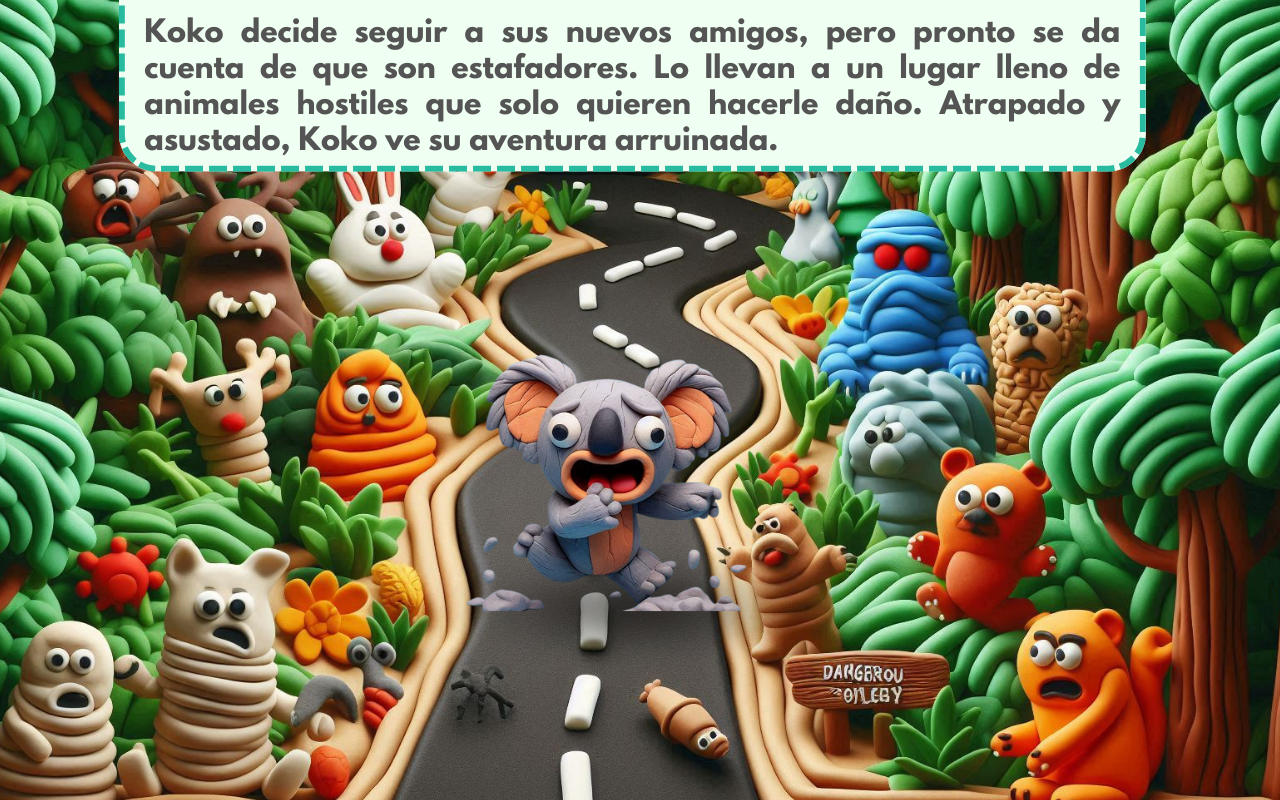 Koko decide seguir a sus nuevos amigos, pero pronto se da
cuenta de que son estafadores. Lo llevan a un lugar lleno de
animales hostiles que solo quieren hacerle daño. Atrapado y
asustado, Koko ve su aventura arruinada.
DANGEROU